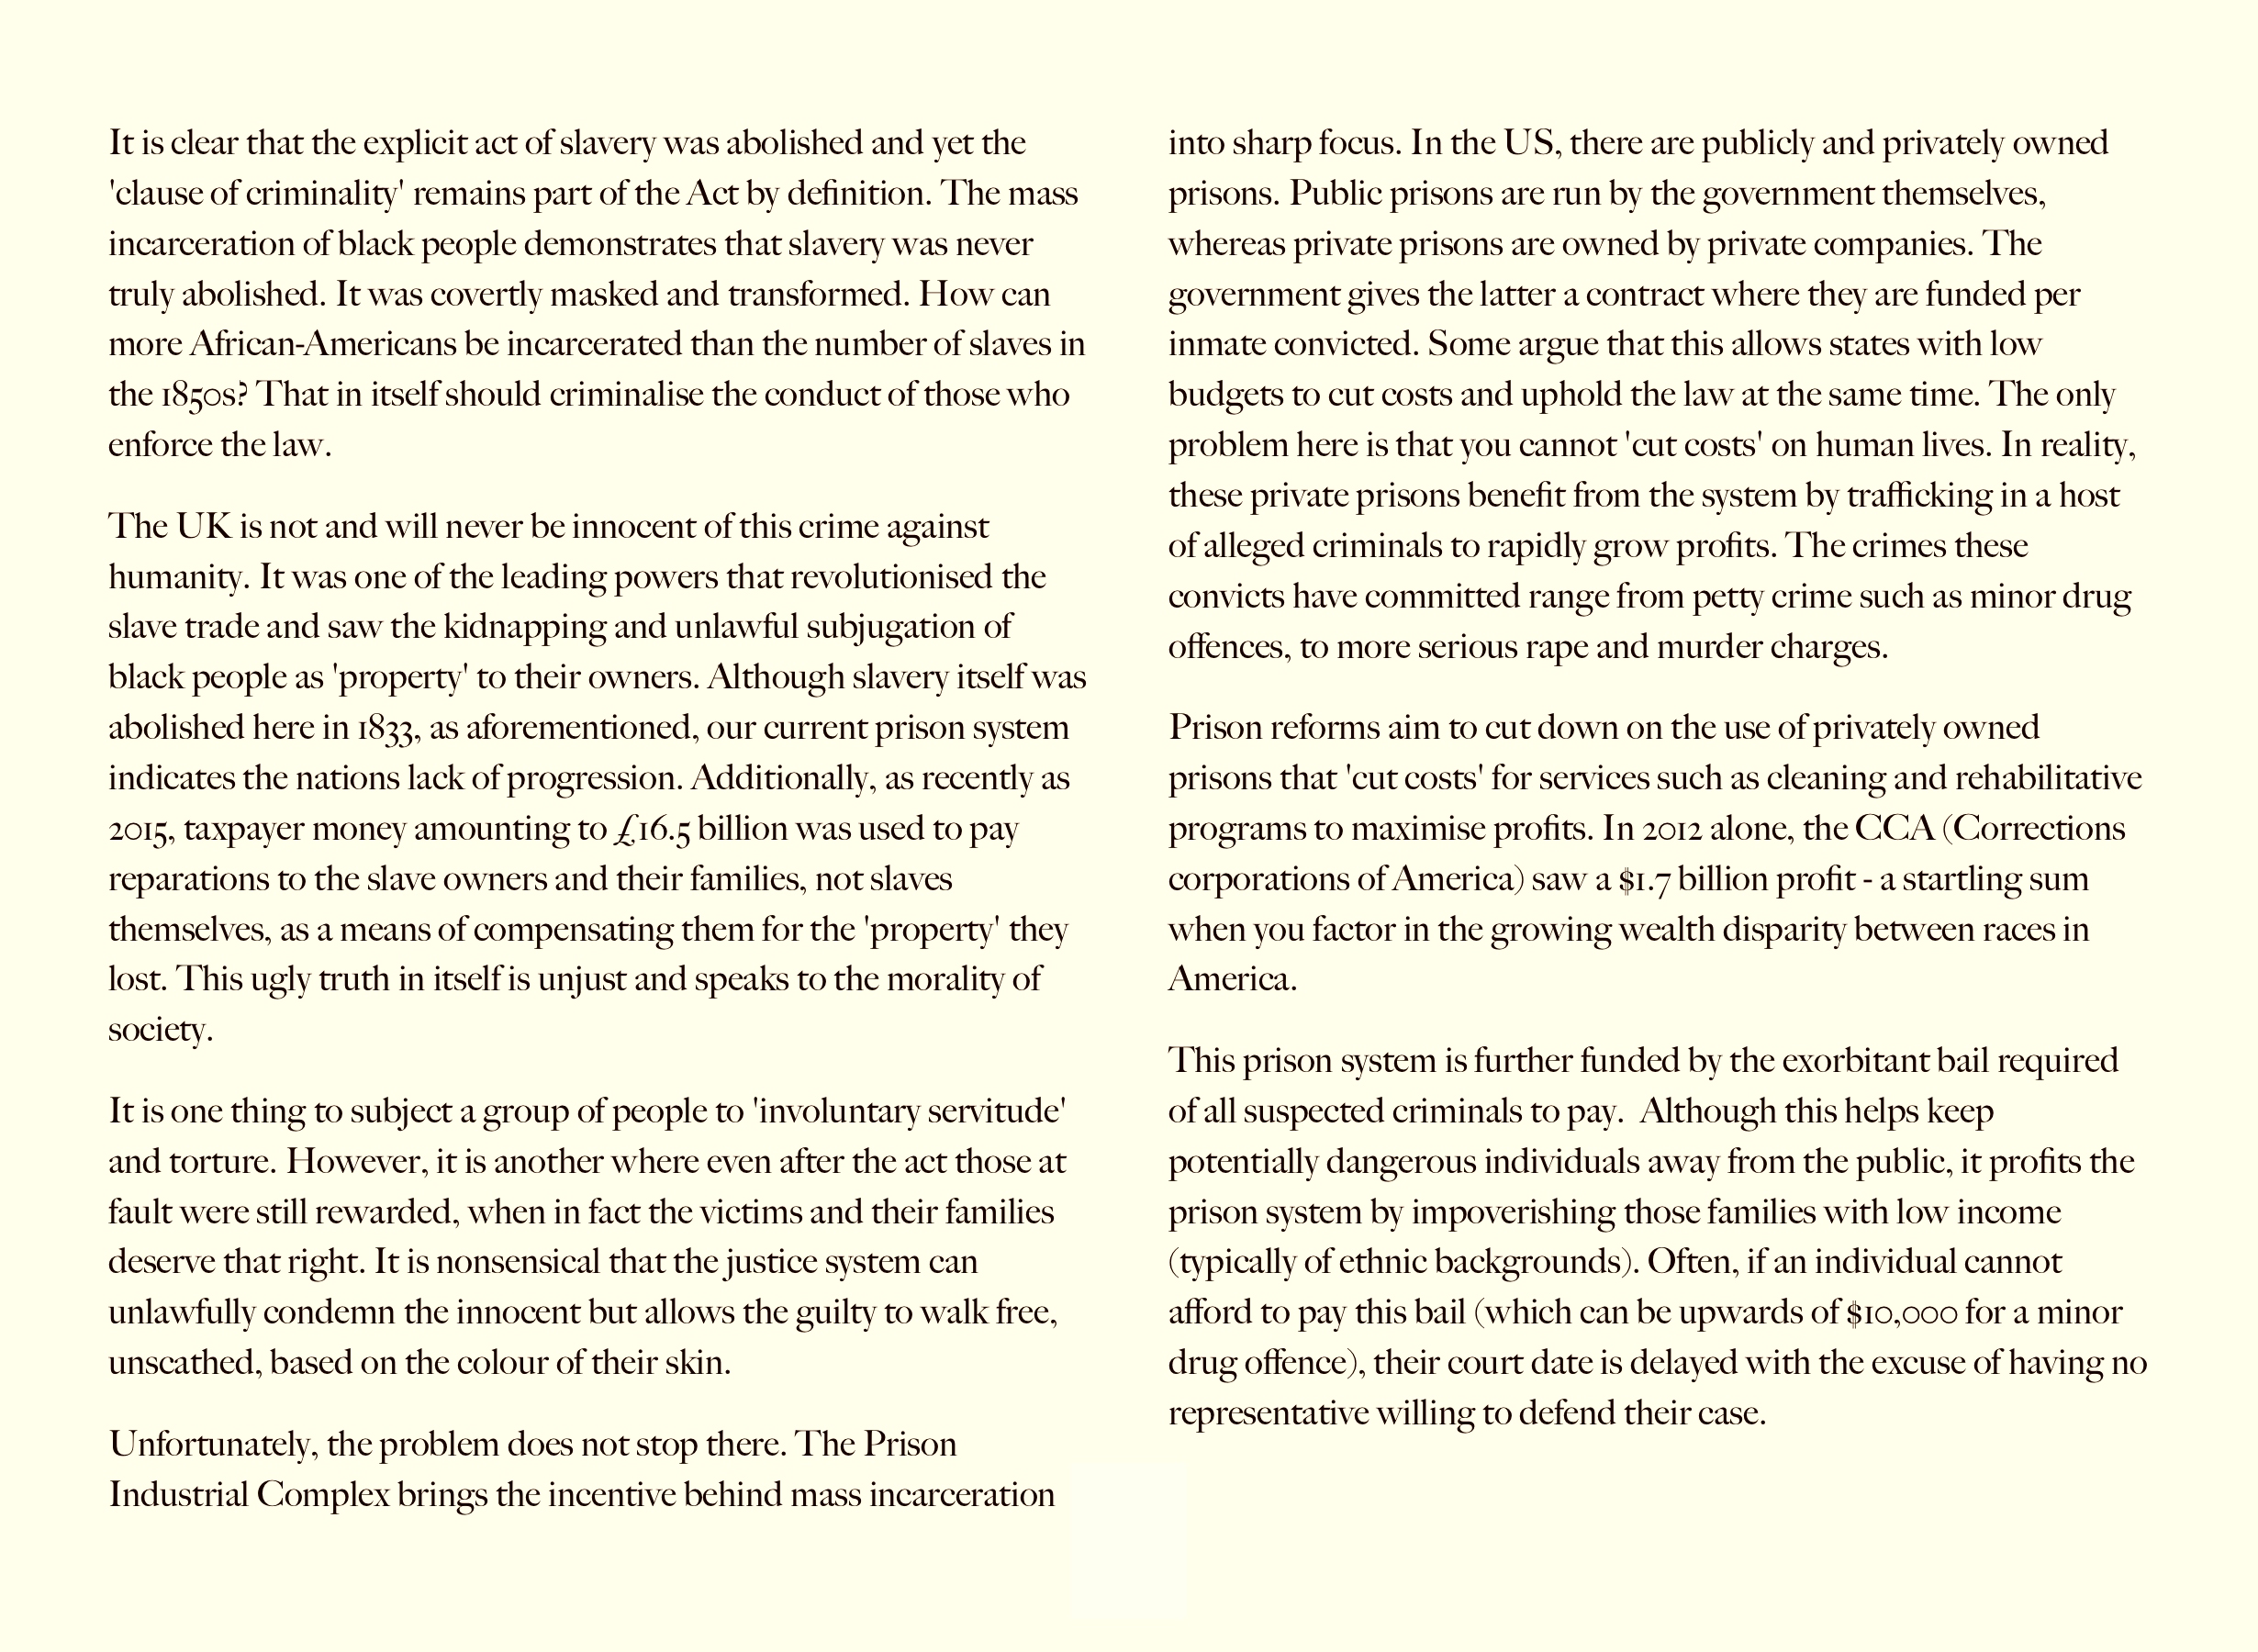 It is clear that the explicit act of slavery was abolished and yet the
'clause of criminality' remains part of the Act by definition. The mass
incarceration of black people demonstrates that slavery was never
truly abolished. It was covertly masked and transformed. How can
more African-Americans be incarcerated than the number of slaves in
the 1850s? That in itself should criminalise the conduct of those who
enforce the law.
The UK is not and will never be innocent of this crime against
humanity. It was one of the leading powers that revolutionised the
slave trade and saw the kidnapping and unlawful subjugation of
black people as 'property' to their owners. Although slavery itself was
abolished here in 1833, as aforementioned, our current prison system
indicates the nations lack of progression. Additionally, as recently as
2015, taxpayer money amounting to £16.5 billion was used to pay
reparations to the slave owners and their families, not slaves
themselves, as a means of compensating them for the 'property' they
lost. This ugly truth in itself is unjust and speaks to the morality of
society.
It is one thing to subject a group of people to 'involuntary servitude'
and torture. However, it is another where even after the act those at
fault were still rewarded, when in fact the victims and their families
deserve that right. It is nonsensical that the justice system can
unlawfully condemn the innocent but allows the guilty to walk free,
unscathed, based on the colour of their skin.
Unfortunately, the problem does not stop there. The Prison
Industrial Complex brings the incentive behind mass incarceration
into sharp focus. In the US, there are publicly and privately owned
prisons. Public prisons are run by the government themselves,
whereas private prisons are owned by private companies. The
government gives the latter a contract where they are funded per
inmate convicted. Some argue that this allows states with low
budgets to cut costs and uphold the law at the same time. The only
problem here is that you cannot 'cut costs' on human lives. In reality,
these private prisons benefit from the system by trafficking in a host
of alleged criminals to rapidly grow profits. The crimes these
convicts have committed range from petty crime such as minor drug
offences, to more serious rape and murder charges.
Prison reforms aim to cut down on the use of privately owned
prisons that 'cut costs' for services such as cleaning and rehabilitative
programs to maximise profits. In 2012 alone, the CCA (Corrections
corporations of America) saw a $1.7 billion profit - a startling sum
when you factor in the growing wealth disparity between races in
America.
This prison system is further funded by the exorbitant bail required
of all suspected criminals to pay.  Although this helps keep
potentially dangerous individuals away from the public, it profits the
prison system by impoverishing those families with low income
(typically of ethnic backgrounds). Often, if an individual cannot
afford to pay this bail (which can be upwards of $10,000 for a minor
drug offence), their court date is delayed with the excuse of having no
representative willing to defend their case.